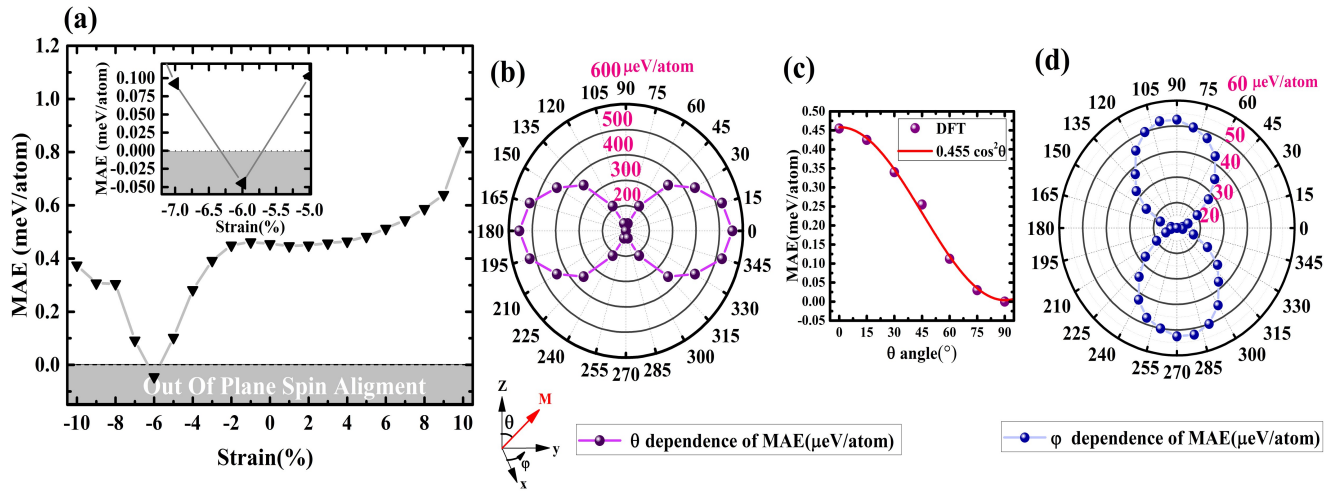 (a)
1.2
1.0
0.8
0.6
0.4
0.2
0.0
MAE (meV/atom)
-10 -8 -6 -4 -2 0 2 4 6 8 10
Strain(%)
Out Of Plane Spin Aligment
0.100
0.075
0.050
0.025
0.000
-0.025
-0.050
MAE (meV/atom)
-7.0 -6.5 -6.0 -5.5 -5.0
Strain(%)
(b)
600 μeV/atom
500
400
300
200
0
15
30
45
60
75
90
105
120
135
165
180
195
210
225
255
270
285
300
330
345
Z
M
θ
y
φ
x
θ dependence of MAE(μeV/atom)
(c)
0.50
0.45
0.40
0.35
0.30
0.25
0.20
0.15
0.10
0.05
0.00
-0.05
MAE(meV/atom)
DFT
0.455 cos²θ
0 15 30 45 60 75 90
θ angle(°)
(d)
60 μeV/atom
50
40
30
20
0
15
30
45
60
75
90
105
120
135
165
180
195
210
225
255
270
285
300
330
345
φ dependence of MAE(μeV/atom)